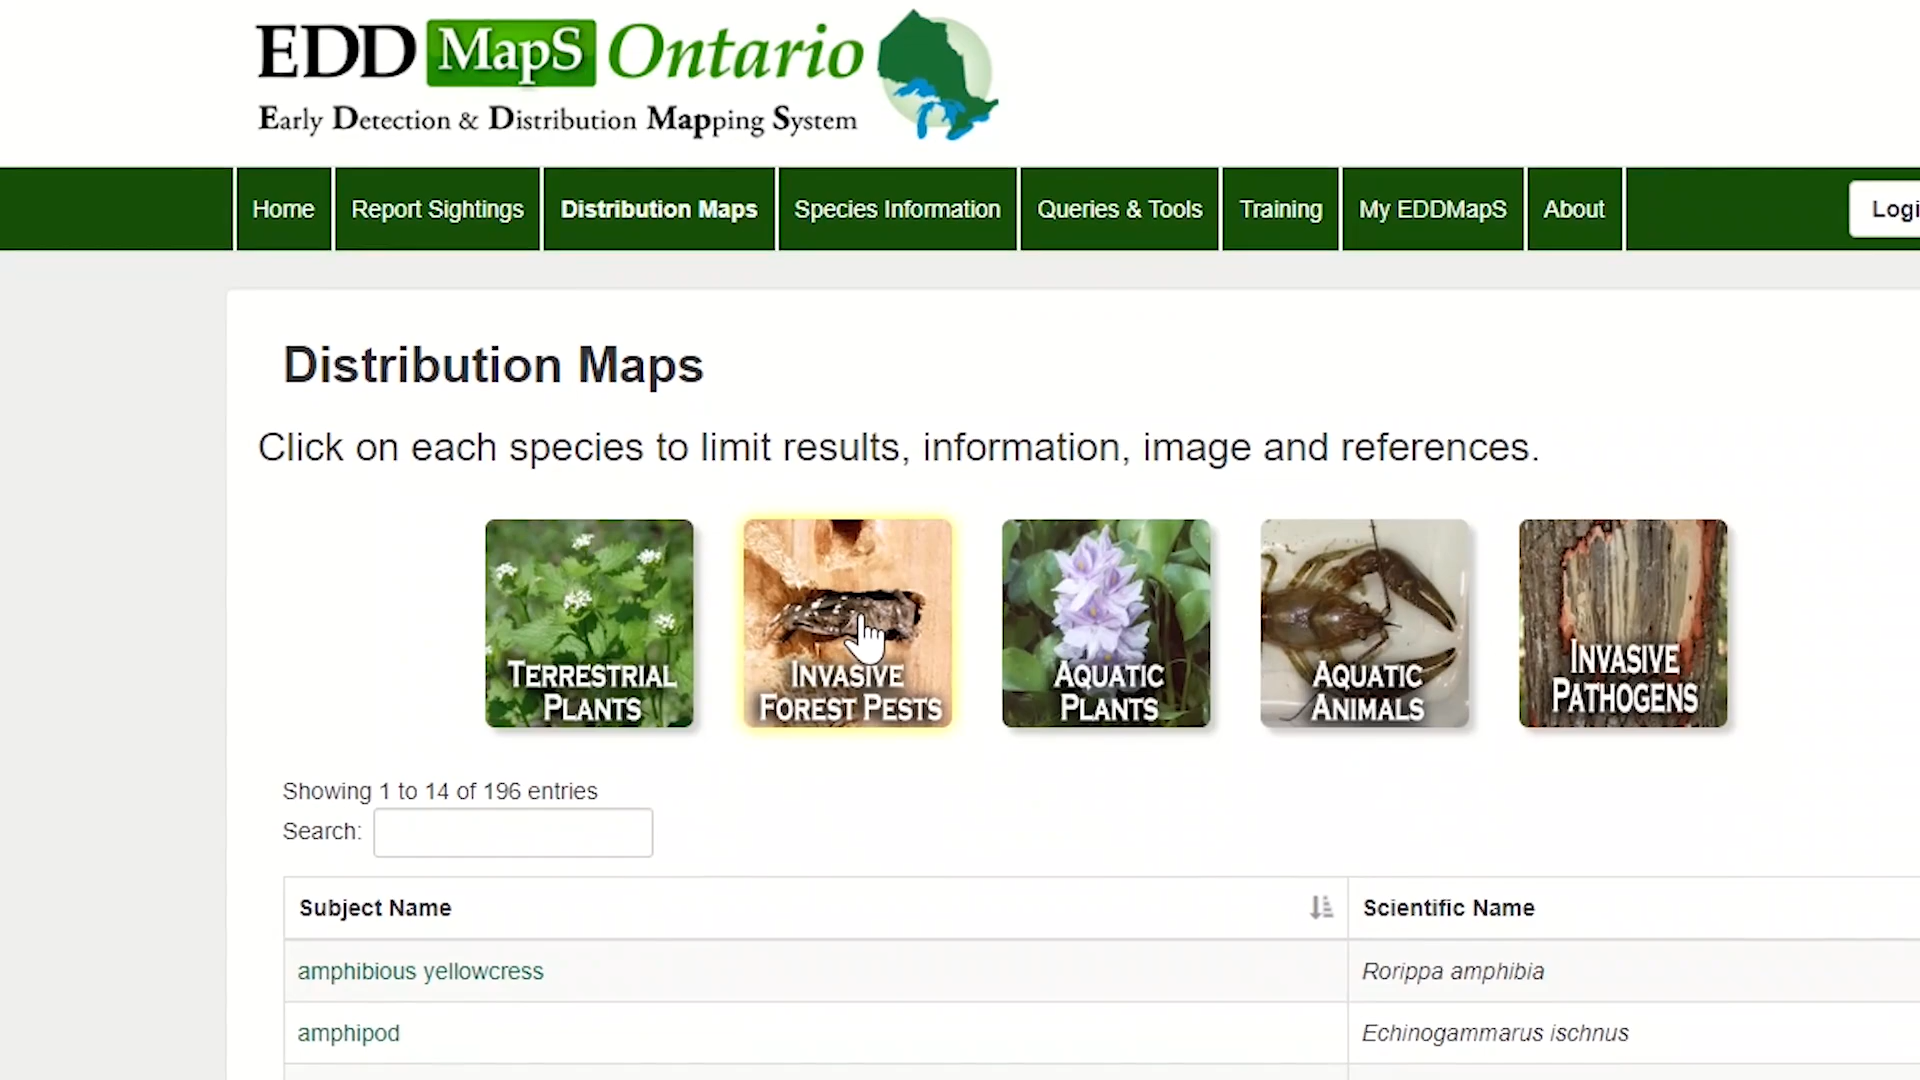 EDD MapS Ontario
Early Detection & Distribution Mapping System
Home Report Sightings Distribution Maps Species Information Queries & Tools Training My EDDMapS About
Distribution Maps
Click on each species to limit results, information, image and references.
TERRESTRIAL PLANTS
INVASIVE FOREST PESTS
AQUATIC PLANTS
AQUATIC ANIMALS
INVASIVE PATHOGENS
Showing 1 to 14 of 196 entries
Search:
Subject Name Scientific Name
amphibious yellowcress Rorippa amphibia
amphipod Echinogammarus ischnus